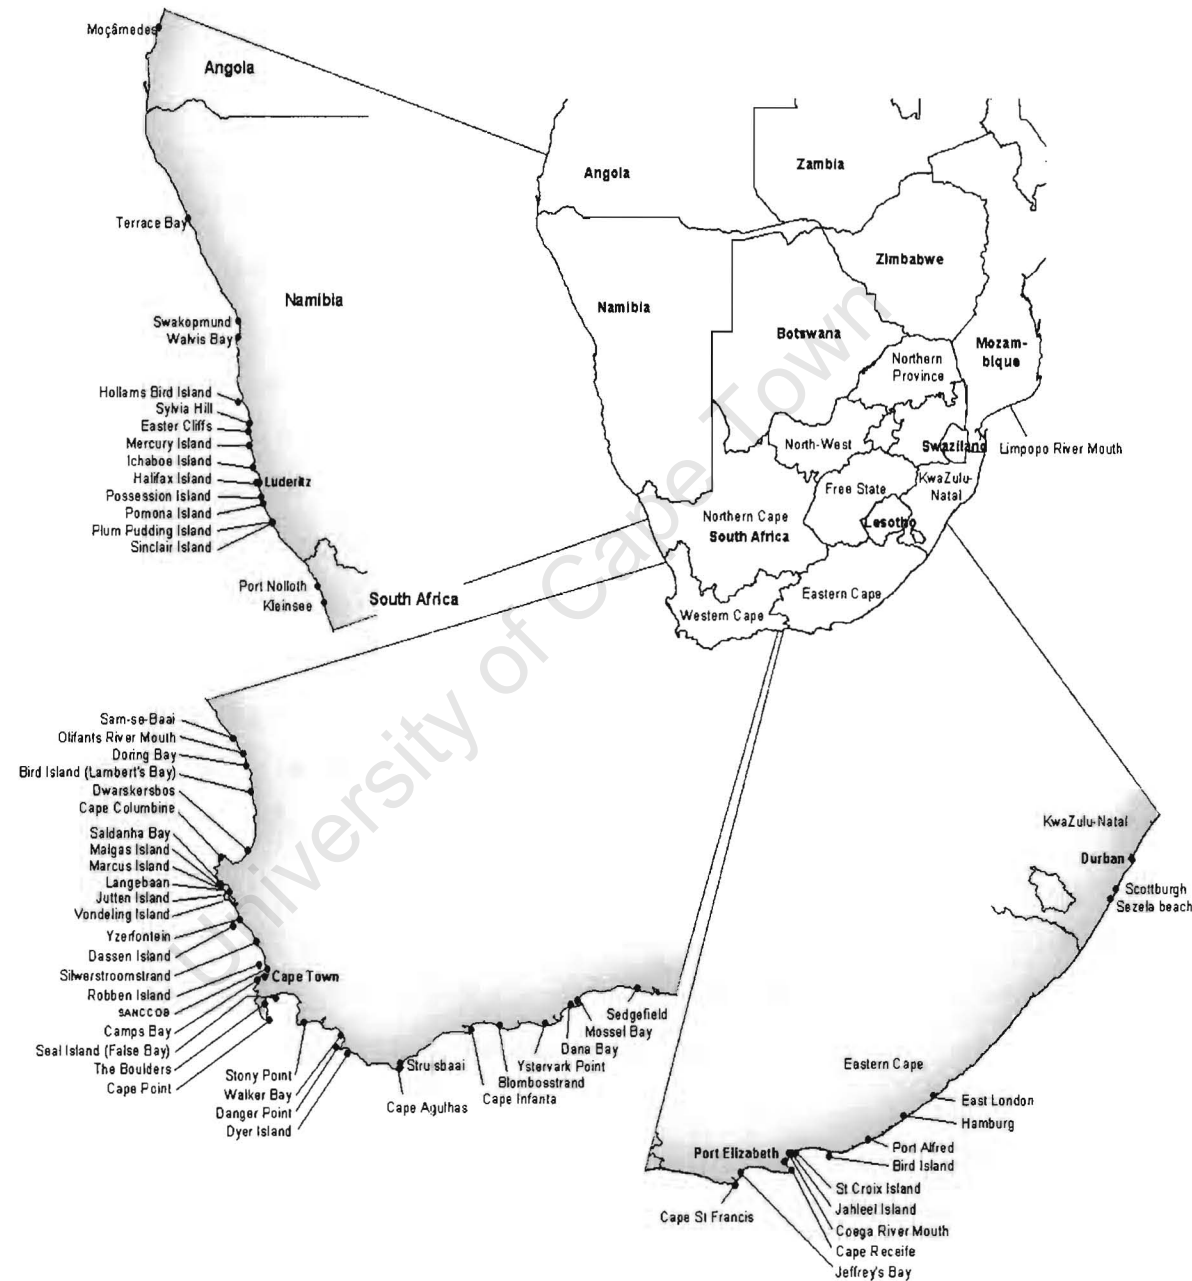 Moçâmedes
Angola
Terrace Bay
Namibia
Swakopmund
Walvis Bay
Hollams Bird Island
Sylvia Hill
Easter Cliffs
Mercury Island
Ichaboe Island
Halifax Island
Luderitz
Possession Island
Pomona Island
Plum Pudding Island
Sinclair Island
Port Nolloth
Kleinsee
South Africa
Angola
Zambia
Zimbabwe
Namibia
Botswana
Mozam-
bique
Northern
Province
North-West
Swaziland
Limpopo River Mouth
Free State
KwaZulu-
Natal
Northern Cape
South Africa
Lesotho
Eastern Cape
Western Cape
University of Cape Town
Sam-se-Baai
Olifants River Mouth
Doring Bay
Bird Island (Lambert's Bay)
Dwarskersbos
Cape Columbine
Saldanha Bay
Malgas Island
Marcus Island
Langebaan
Jutten Island
Vondeling Island
Yzerfontein
Dassen Island
Silwerstroomstrand
Cape Town
Robben Island
SANCCOB
Camps Bay
Seal Island (False Bay)
The Boulders
Cape Point
Stony Point
Walker Bay
Danger Point
Dyer Island
Struisbaai
Cape Agulhas
Sedgefield
Mossel Bay
Dana Bay
Ystervark Point
Blombosstrand
Cape Infanta
KwaZulu-Natal
Durban
Scottburgh
Sezela beach
Eastern Cape
East London
Hamburg
Port Alfred
Bird Island
Port Elizabeth
St Croix Island
Jahleel Island
Coega River Mouth
Cape Receife
Jeffrey's Bay
Cape St Francis